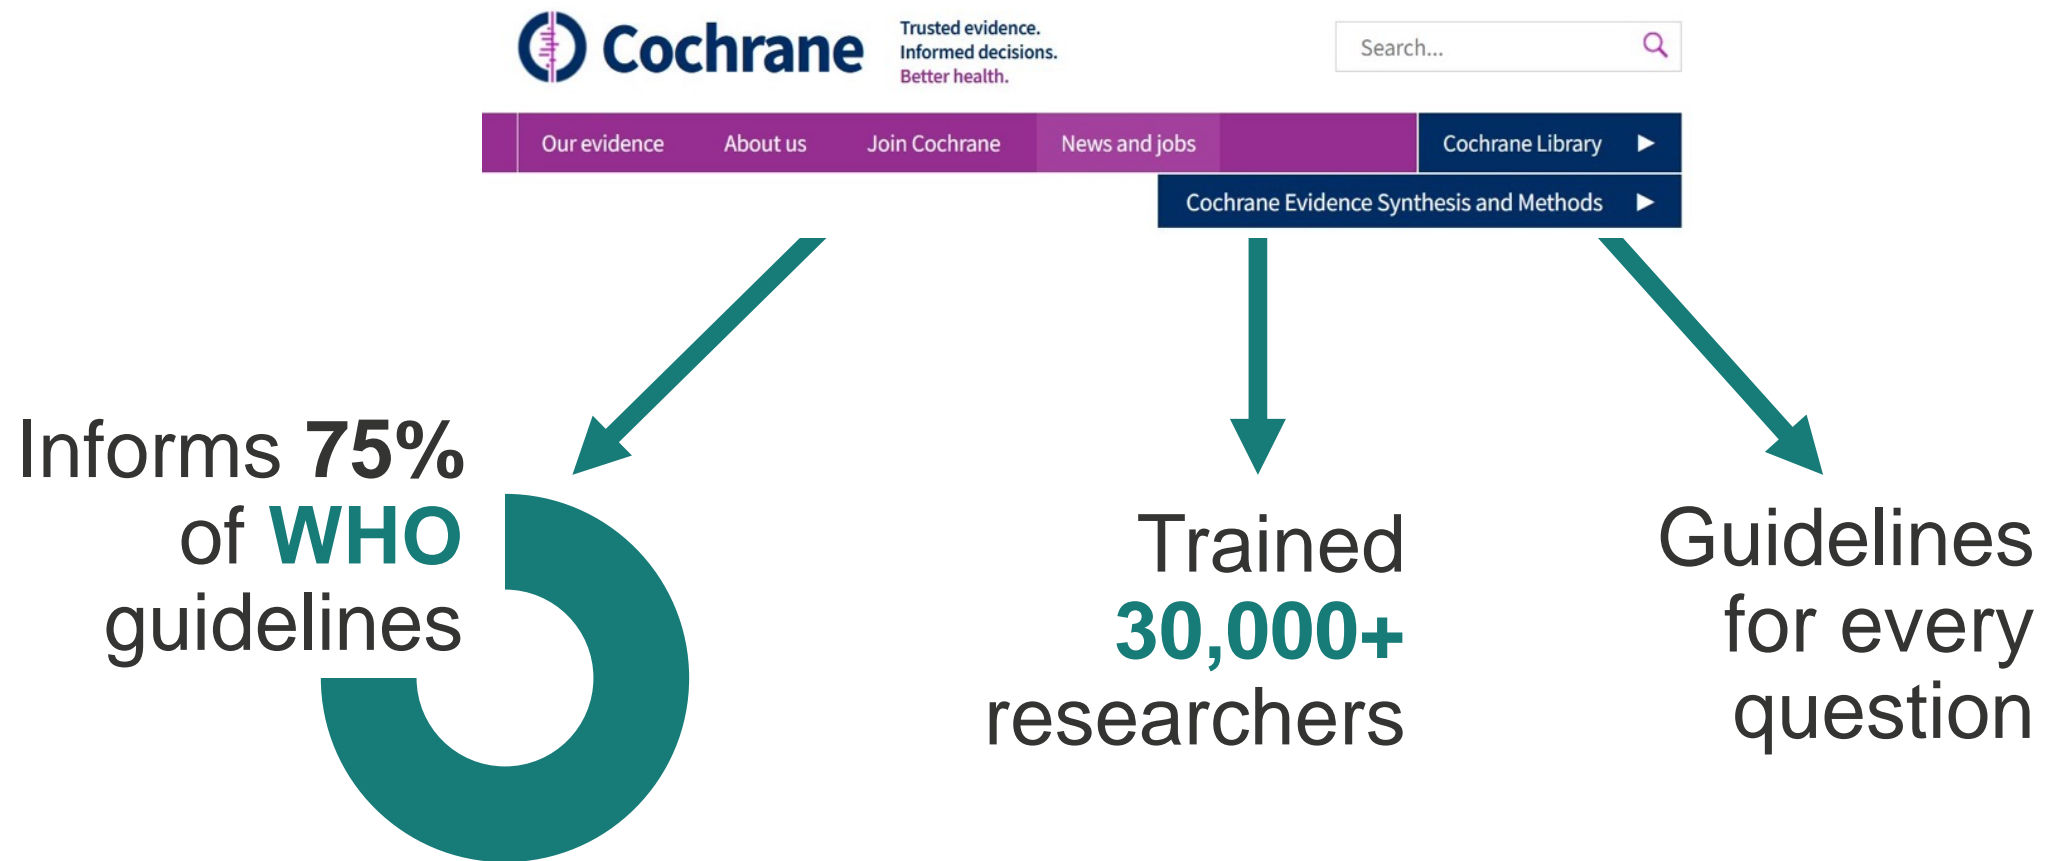 Cochrane
Trusted evidence.
Informed decisions.
Better health.
Search...
Our evidence
About us
Join Cochrane
News and jobs
Cochrane Library
Cochrane Evidence Synthesis and Methods
Informs 75%
of WHO
guidelines
Trained
30,000+
researchers
Guidelines
for every
question